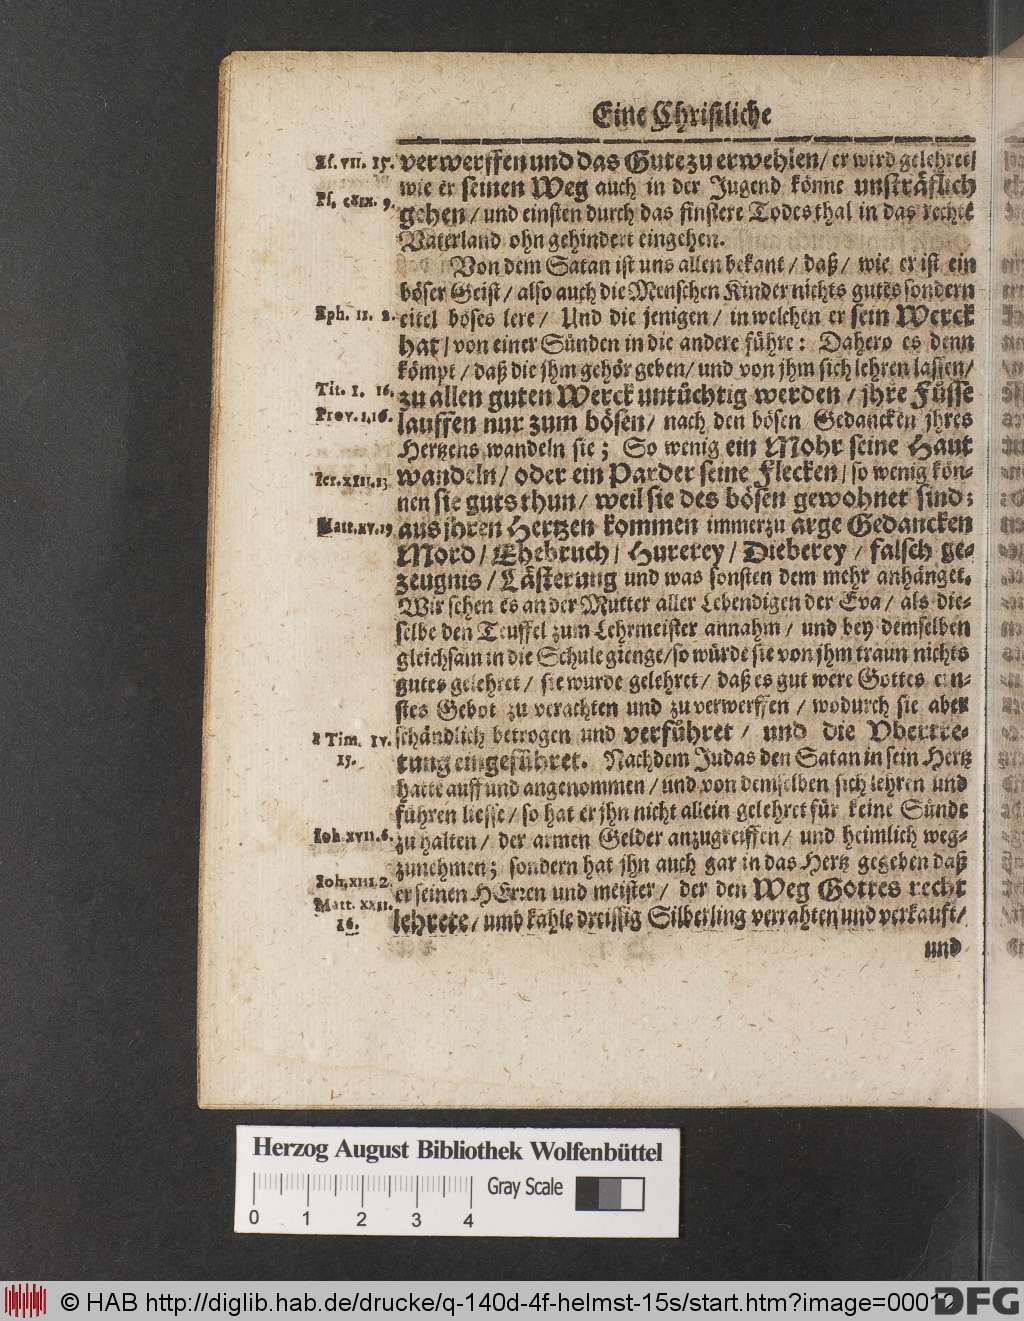 Eine Christliche
Es. vii. 15. verwerffen und das Gute zu erwehlen/ er wird gelehret/
wie er seinen Weg auch in der Jugend könne unsträflich
Ps. cxix. 9. gehen/ und einsten durch das finstere Todesthal in das rechte
Vaterland ohngehindert eingehen.
Von dem Satan ist uns allen bekant/ daß/ wie er ist ein
böser Geist/ also auch die Menschen Kinder nichts gutes sondern
Eph. ii. 2. eitel böses lere/ Und die jenigen/ in welchen er sein Werck
hat/ von einer Sünden in die andere führe: Dahero es denn
kömpt/ daß die jhm gehör geben/ und von jhm sich lehren lassen/
Tit. 1. 16. zu allen guten Werck untüchtig werden/ jhre Füsse
Prov. 1,16. lauffen nur zum bösen/ nach den bösen Gedancken jhres
Hertzens wandeln sie; So wenig ein Mohr seine Haut
Ier. xiii. 23 wandeln/ oder ein Parder seine Flecken/ so wenig kön-
nen sie guts thun/ weil sie des bösen gewohnet sind;
Matt. xv. 19 aus jhren Hertzen kommen immerzu arge Gedancken
Mord/ Ehebruch/ Hurerey/ Dieberey/ falsch ge-
zeugnis/ Lästerung und was sonsten dem mehr anhänget.
Wir sehen es an der Mutter aller Lebendigen der Eva/ als die-
selbe den Teuffel zum Lehrmeister annahm/ und bey demselben
gleichsam in die Schule gienge/ so würde sie von jhm traun nichts
gutes gelehret/ sie wurde gelehret/ daß es gut were Gottes ern-
stes Gebot zu verachten und zu verwerffen/ wodurch sie aber
1 Tim. iv. schändlich betrogen und verführet/ und die Vbertre-
15. tung eingeführet. Nachdem Judas den Satan in sein Hertz
hatte auff und angenommen/ und von demselben sich lehren und
führen liesse/ so hat er jhn nicht allein gelehret für keine Sünde
Ioh. xvii. 6. zu halten/ der armen Gelder anzugreiffen/ und heimlich weg-
zunehmen; sondern hat jhn auch gar in das Hertz gegeben daß
Ioh. xiii. 2. er seinen HErren und meister/ der den Weg Gottes recht
Matt. xxii. lehrete/ umb kahle dreissig Silberling verrahten und verkauft/
16.
und
Herzog August Bibliothek Wolfenbüttel
Gray Scale
0 1 2 3 4
© HAB http://diglib.hab.de/drucke/q-140d-4f-helmst-15s/start.htm?image=00012
DFG